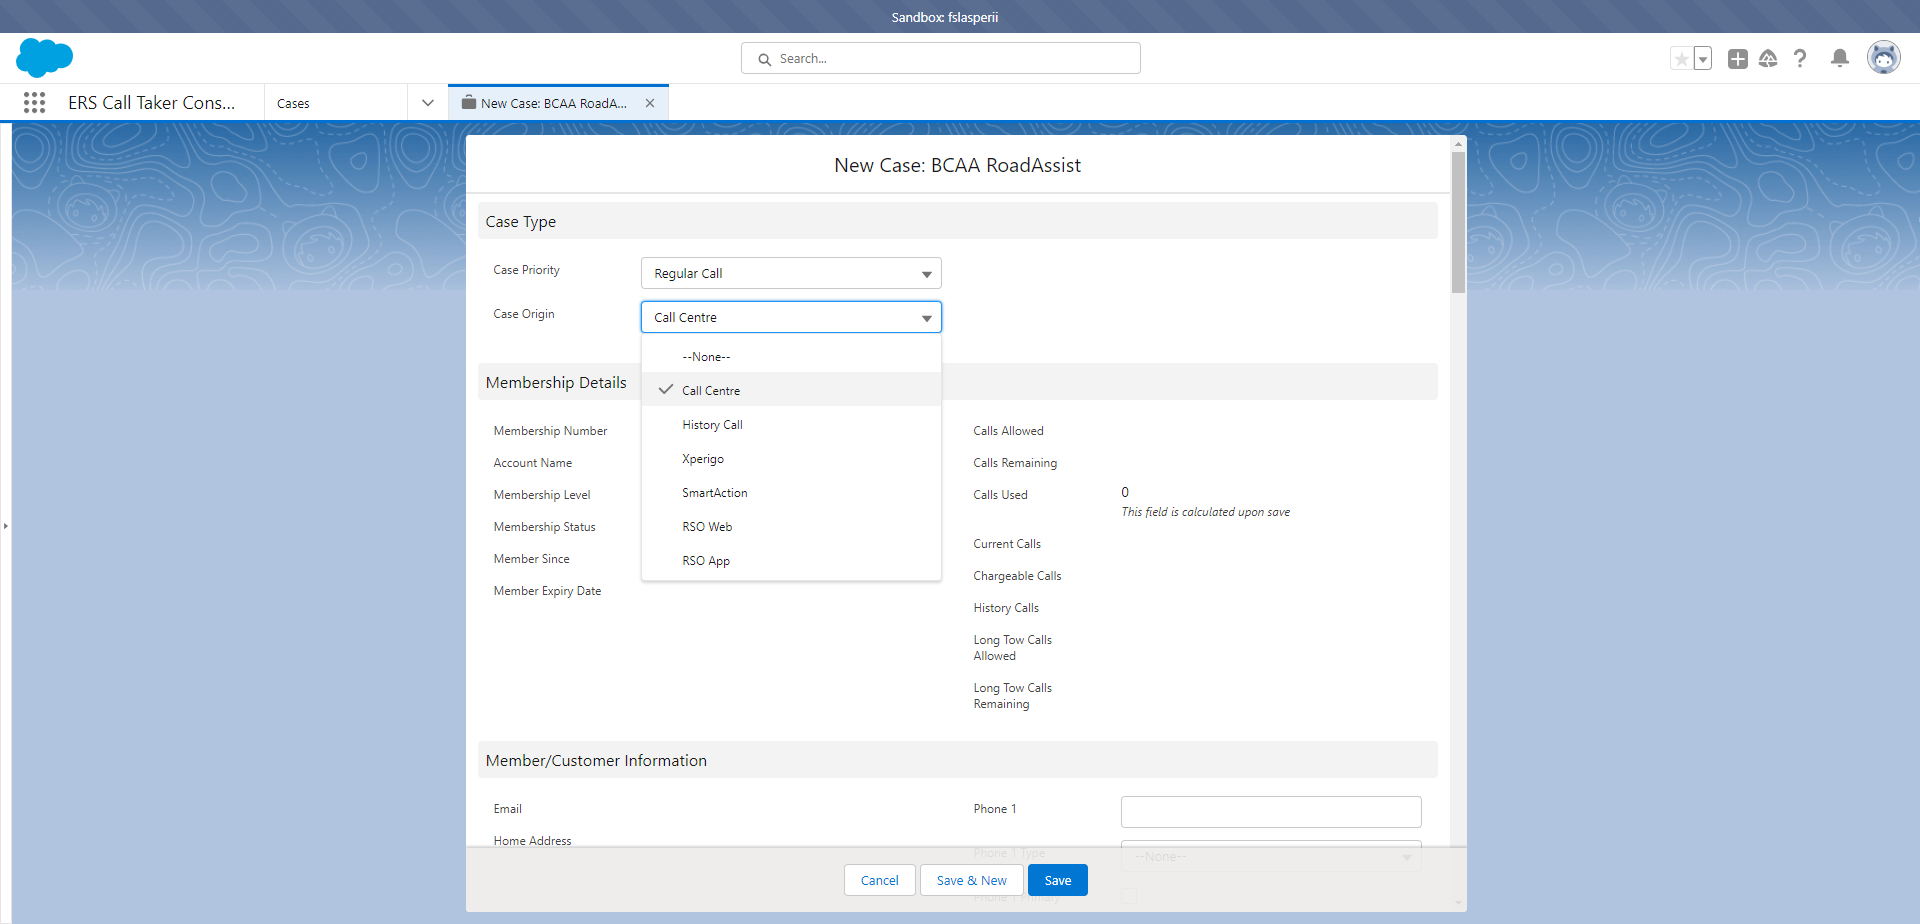 Sandbox: fslasperii
Search...
ERS Call Taker Cons...
Cases
New Case: BCAA RoadA...
New Case: BCAA RoadAssist
Case Type
Case Priority
Regular Call
Case Origin
Call Centre
--None--
Call Centre
History Call
Xperigo
SmartAction
RSO Web
RSO App
Membership Details
Membership Number
Account Name
Membership Level
Membership Status
Member Since
Member Expiry Date
Calls Allowed
Calls Remaining
Calls Used
0
This field is calculated upon save
Current Calls
Chargeable Calls
History Calls
Long Tow Calls
Allowed
Long Tow Calls
Remaining
Member/Customer Information
Email
Home Address
Phone 1
Phone 1 Type
--None--
Phone 1 Primary
Cancel
Save & New
Save